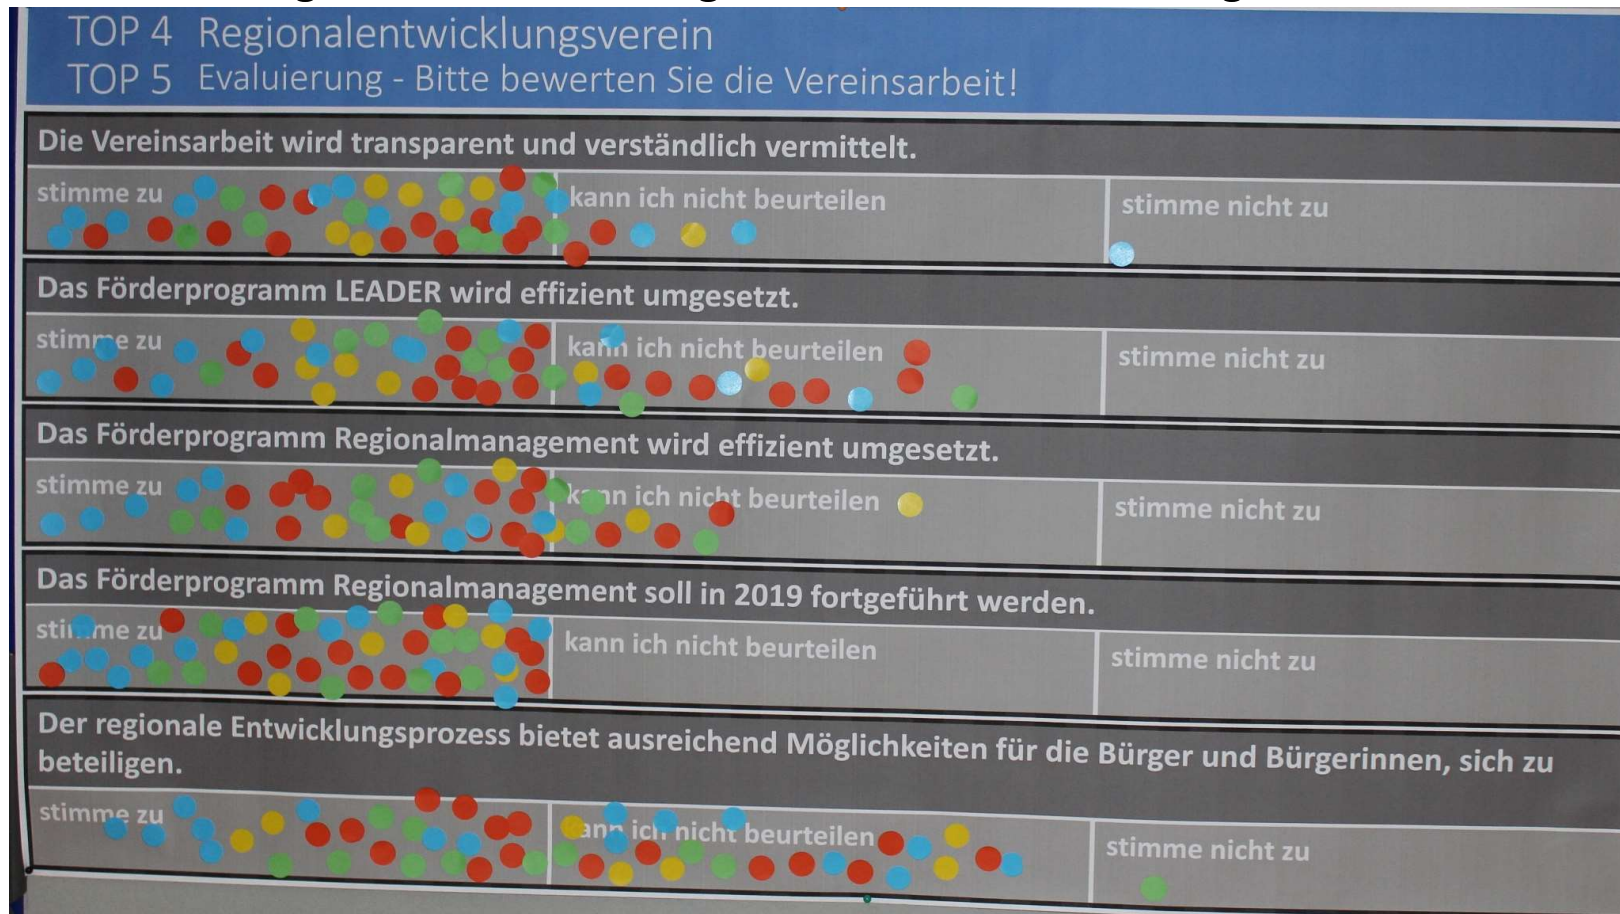 TOP 4 Regionalentwicklungsverein
TOP 5 Evaluierung - Bitte bewerten Sie die Vereinsarbeit!
Die Vereinsarbeit wird transparent und verständlich vermittelt.
stimme zu kann ich nicht beurteilen stimme nicht zu
Das Förderprogramm LEADER wird effizient umgesetzt.
stimme zu kann ich nicht beurteilen stimme nicht zu
Das Förderprogramm Regionalmanagement wird effizient umgesetzt.
stimme zu kann ich nicht beurteilen stimme nicht zu
Das Förderprogramm Regionalmanagement soll in 2019 fortgeführt werden.
stimme zu kann ich nicht beurteilen stimme nicht zu
Der regionale Entwicklungsprozess bietet ausreichend Möglichkeiten für die Bürger und Bürgerinnen, sich zu
beteiligen.
stimme zu kann ich nicht beurteilen stimme nicht zu